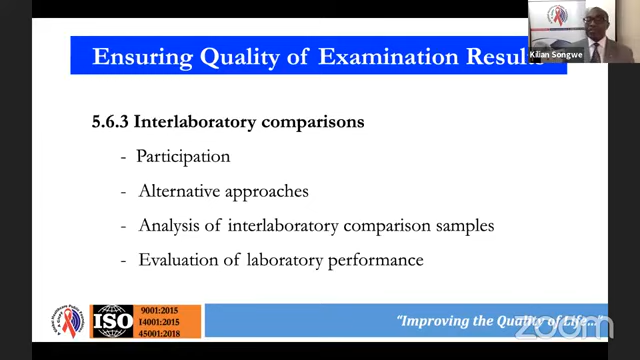 Ensuring Quality of Examination Results
Kilian Songwe
5.6.3 Interlaboratory comparisons
- Participation
- Alternative approaches
- Analysis of interlaboratory comparison samples
- Evaluation of laboratory performance
ISO
9001:2015
14001:2015
45001:2018
“Improving the Quality of Life…”
zoom